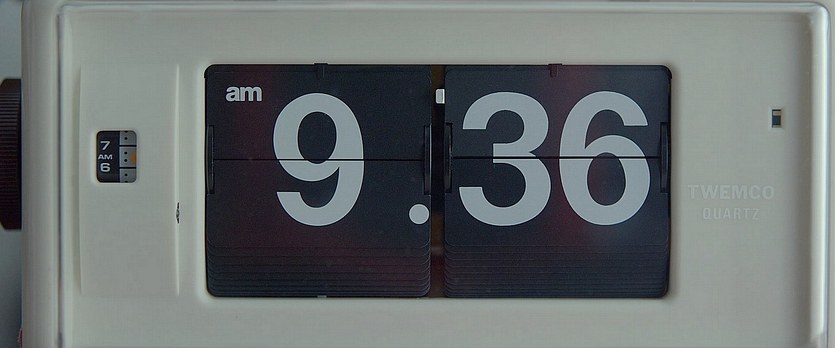 am 9.36
7
AM
6
TWEMCO
QUARTZ